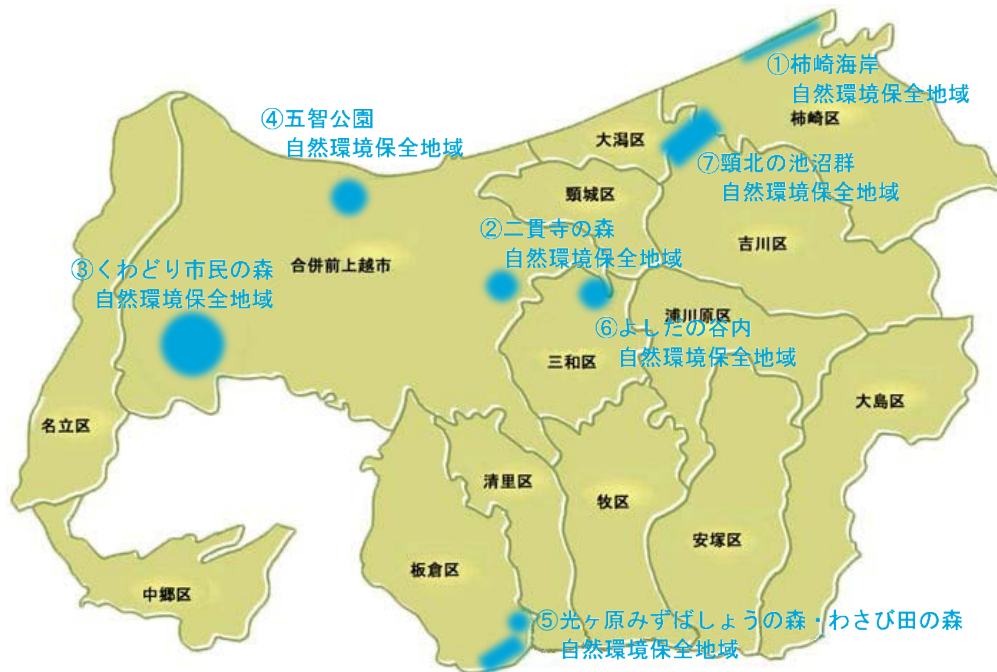 ①柿崎海岸
自然環境保全地域
柿崎区
④五智公園
自然環境保全地域
大潟区
⑦頸北の池沼群
自然環境保全地域
頸城区
②二貫寺の森
自然環境保全地域
吉川区
合併前上越市
③くわどり市民の森
自然環境保全地域
浦川原区
⑥よしだの谷内
自然環境保全地域
三和区
大島区
名立区
清里区
牧区
安塚区
板倉区
中郷区
⑤光ヶ原みずばしょうの森・わさび田の森
自然環境保全地域